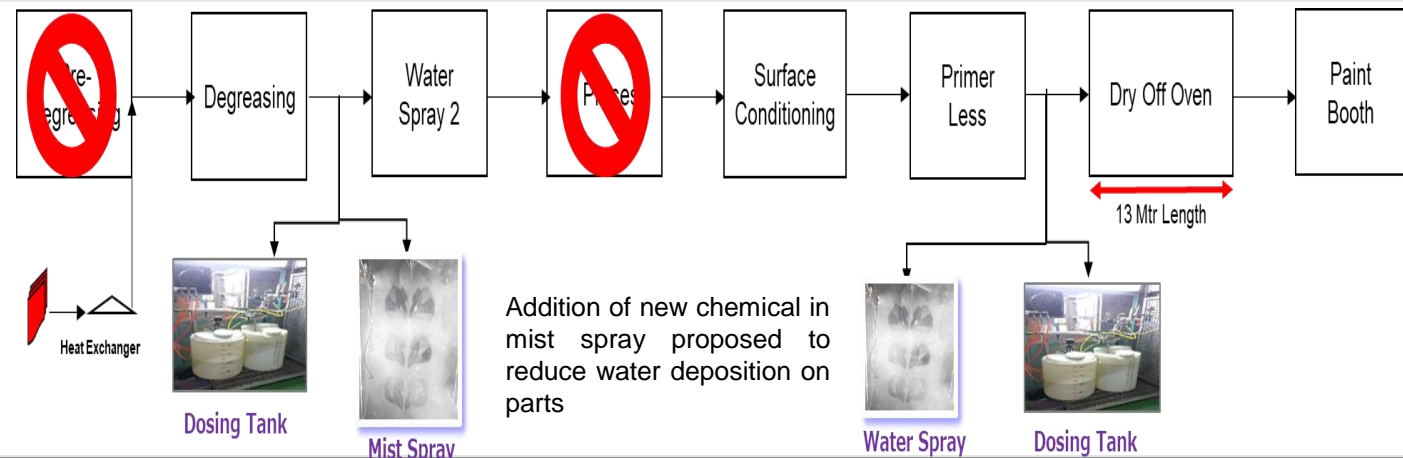 Degreasing
Water
Spray 2
Surface
Conditioning
Primer
Less
Dry Off Oven
Paint
Booth
13 Mtr Length
Heat Exchanger
Dosing Tank
Mist Spray
Addition of new chemical in
mist spray proposed to
reduce water deposition on
parts
Water Spray
Dosing Tank